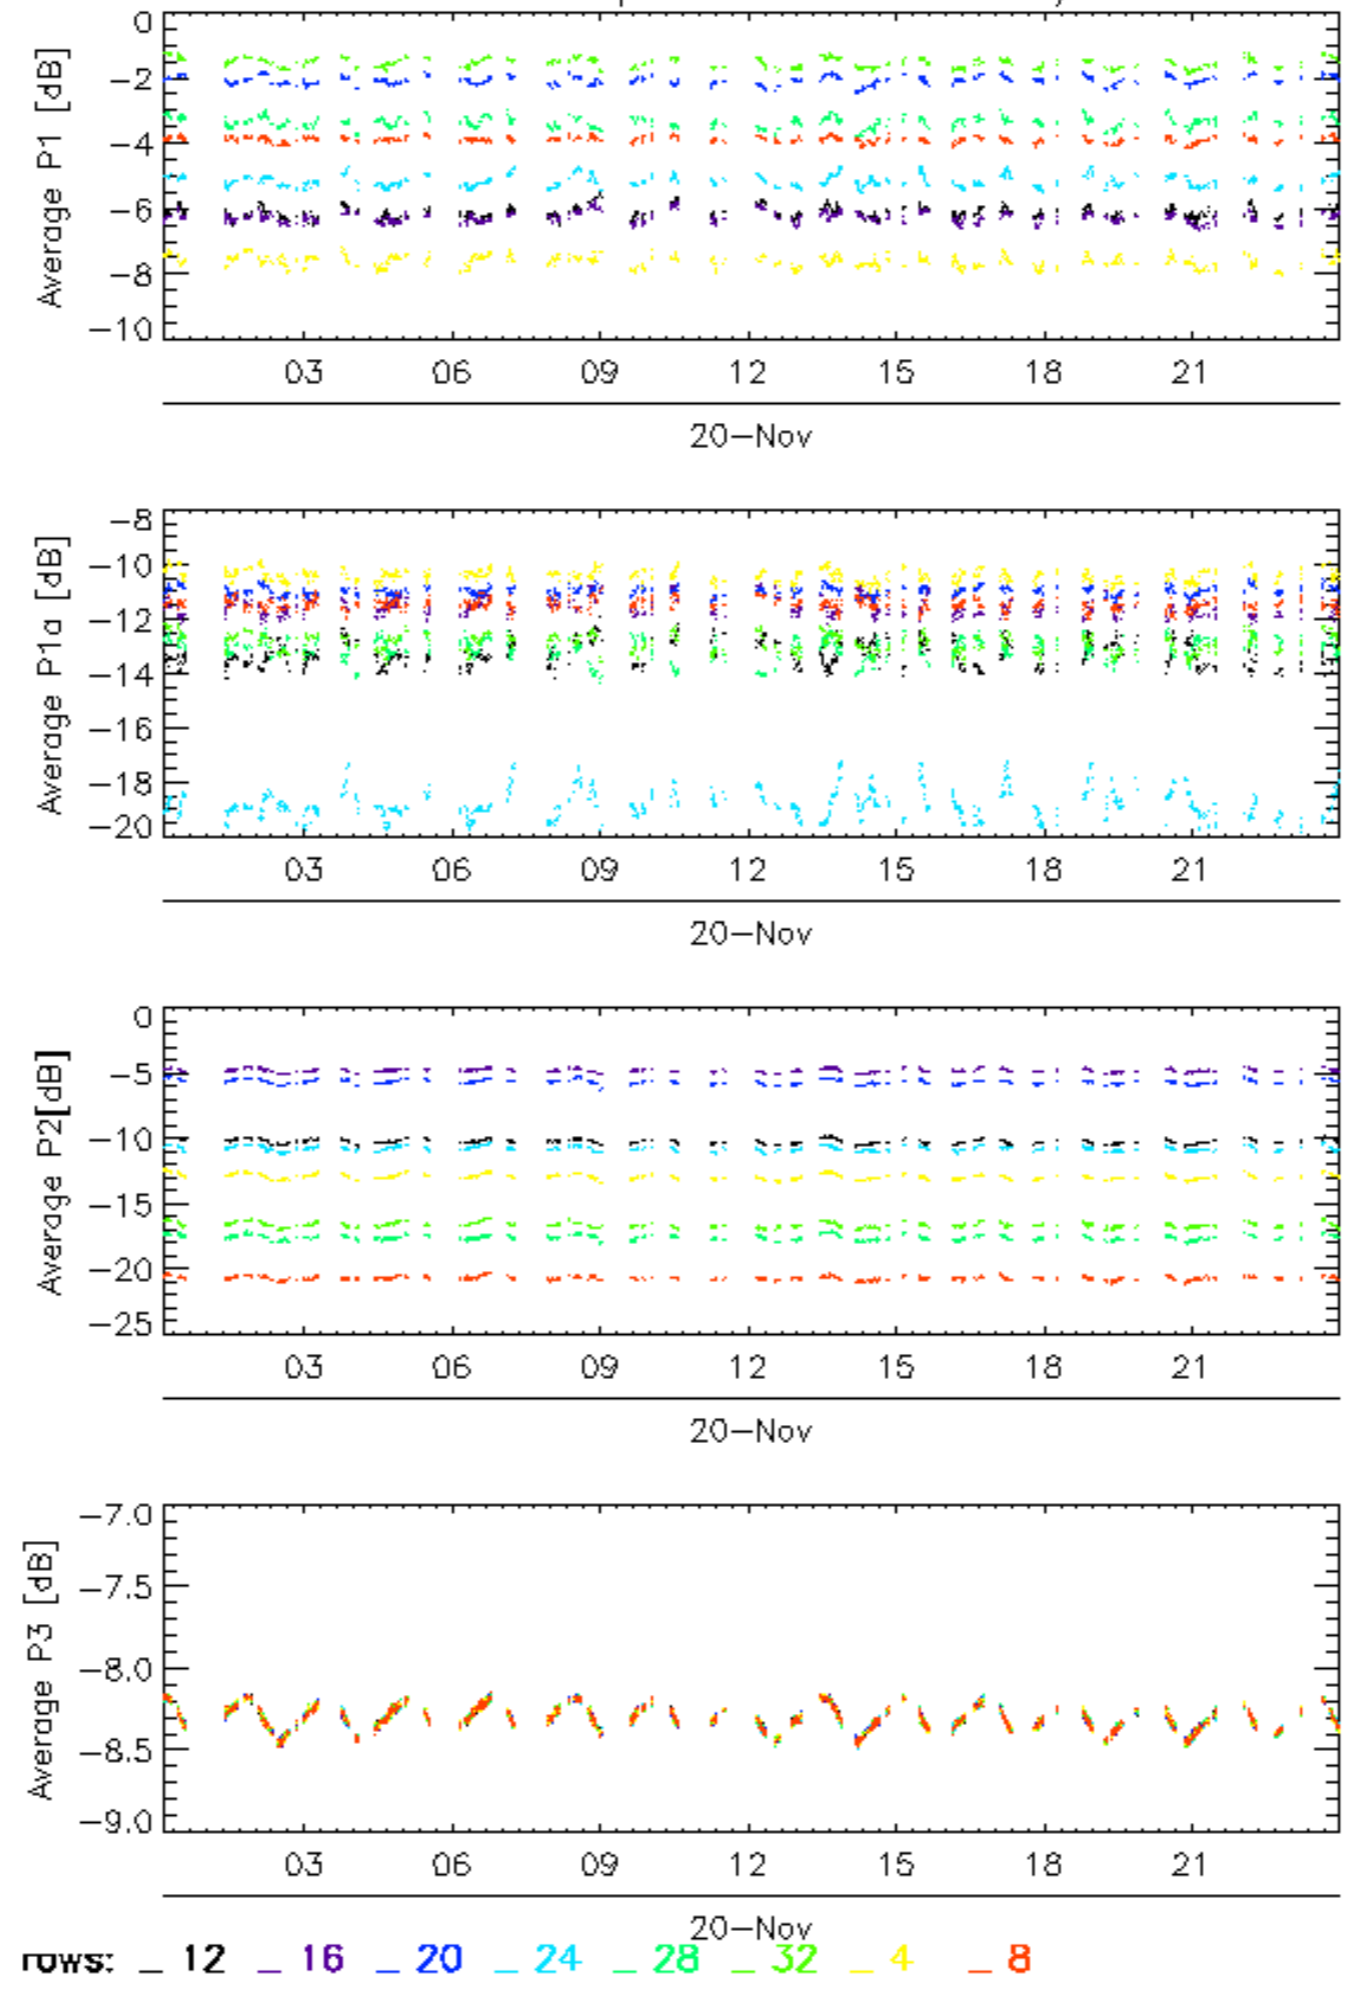 0
−2
−4
−6
−8
−10
Average P1 [dB]
03 06 09 12 15 18 21
20−Nov
−8
−10
−12
−14
−16
−18
−20
Average P1a [dB]
03 06 09 12 15 18 21
20−Nov
0
−5
−10
−15
−20
−25
Average P2[dB]
03 06 09 12 15 18 21
20−Nov
−7.0
−7.5
−8.0
−8.5
−9.0
Average P3 [dB]
03 06 09 12 15 18 21
20−Nov
rows: _ 12 _ 16 _ 20 _ 24 _ 28 _ 32 _ 4 _ 8